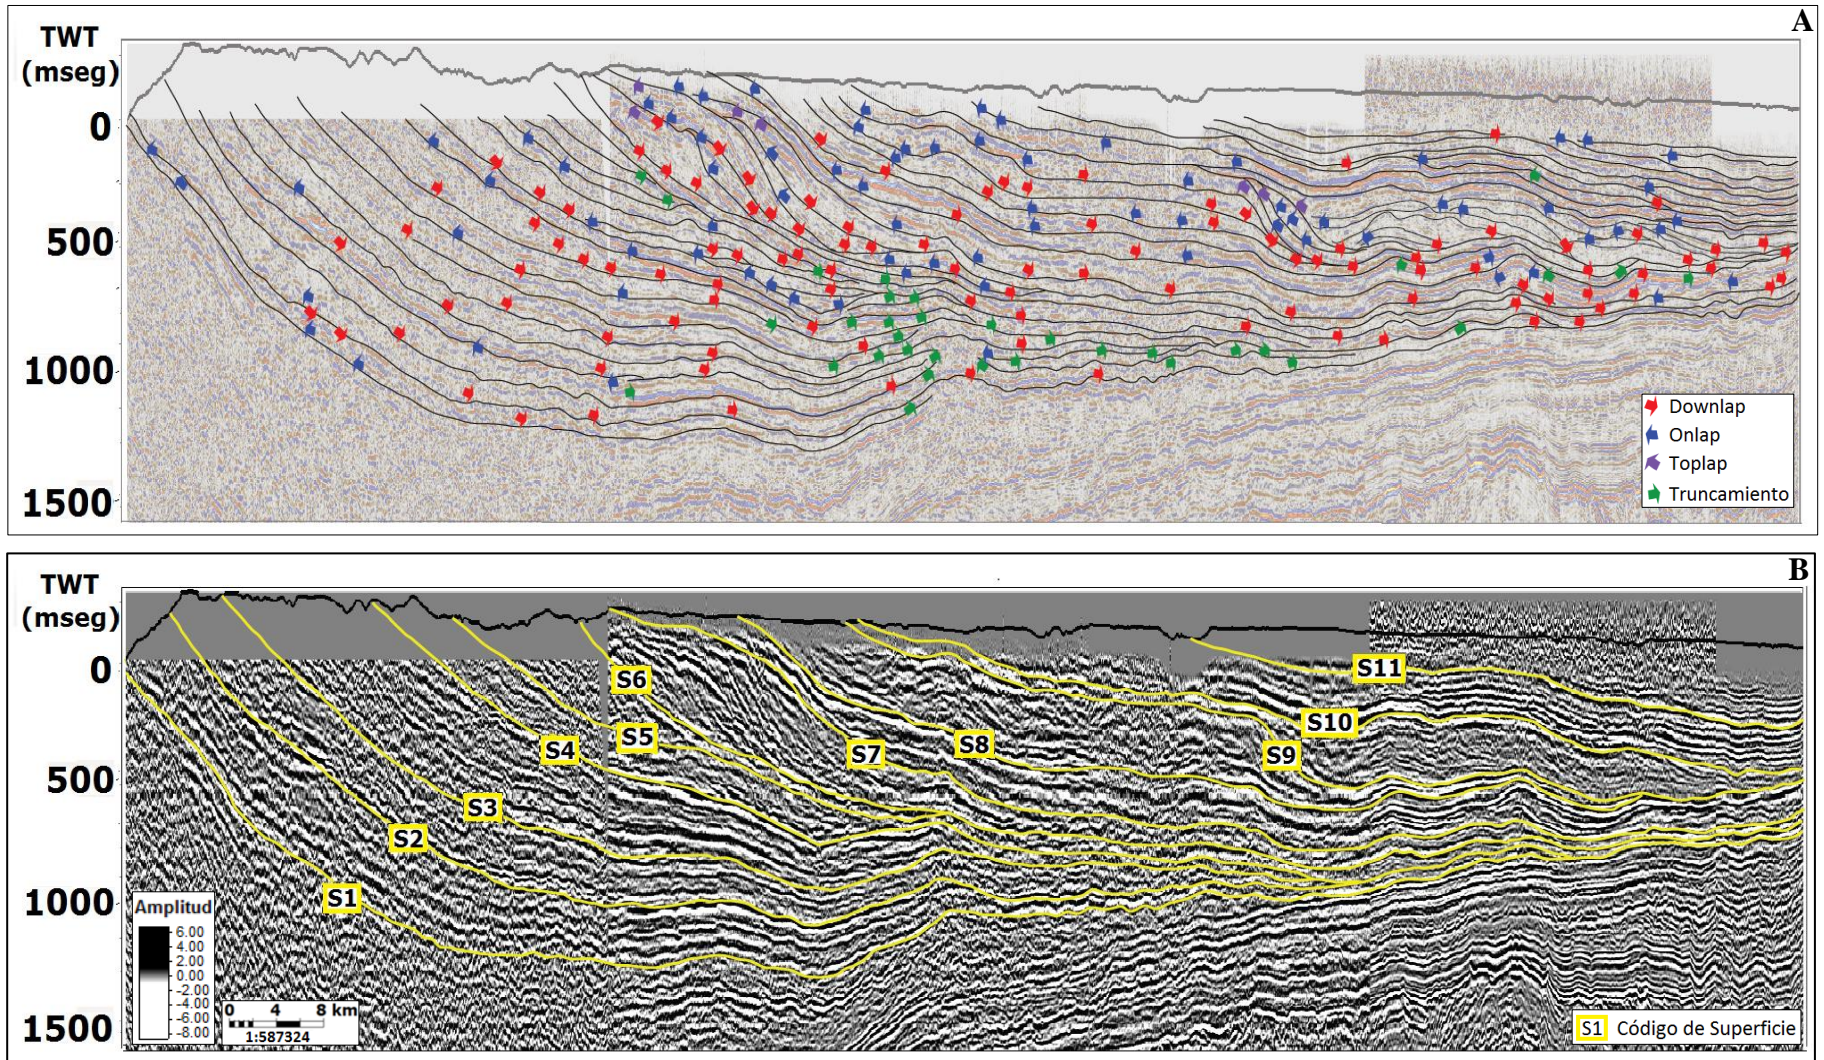 A
TWT
(mseg)
0
500
1000
1500
Downlap
Onlap
Toplap
Truncamiento
B
TWT
(mseg)
0
500
1000
1500
S1
S2
S3
S4
S5
S6
S7
S8
S9
S10
S11
Amplitud
6.00
4.00
2.00
0.00
-2.00
-4.00
-6.00
-8.00
0 4 8 km
1:587324
S1 Código de Superficie